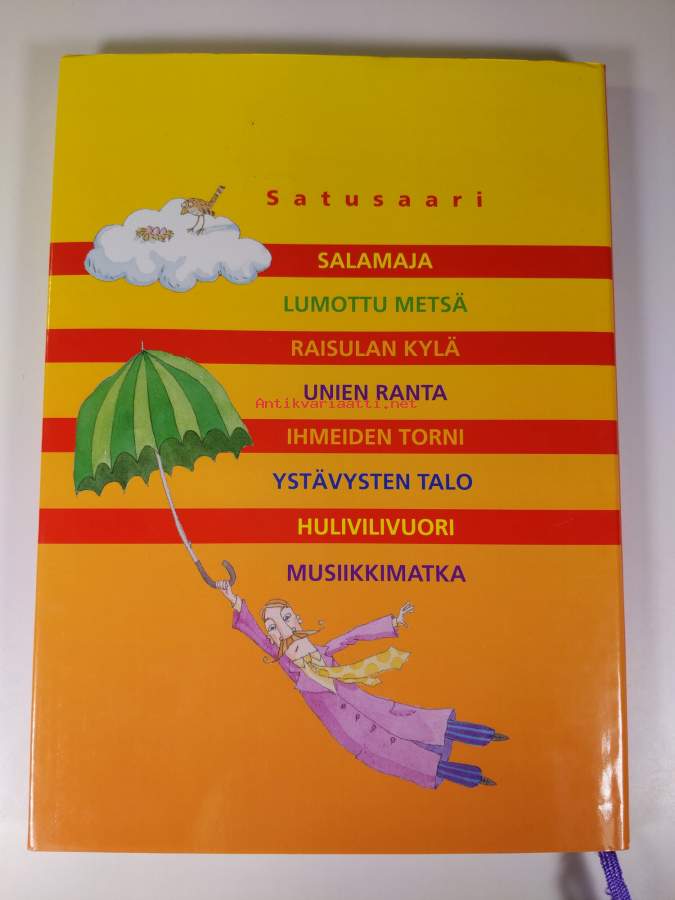 Satusaari
SALAMAJA
LUMOTTU METSÄ
RAISULAN KYLÄ
UNIEN RANTA
Antikvariaatti.net
IHMEIDEN TORNI
YSTÄVYSTEN TALO
HULIVILIVUORI
MUSIIKKIMATKA